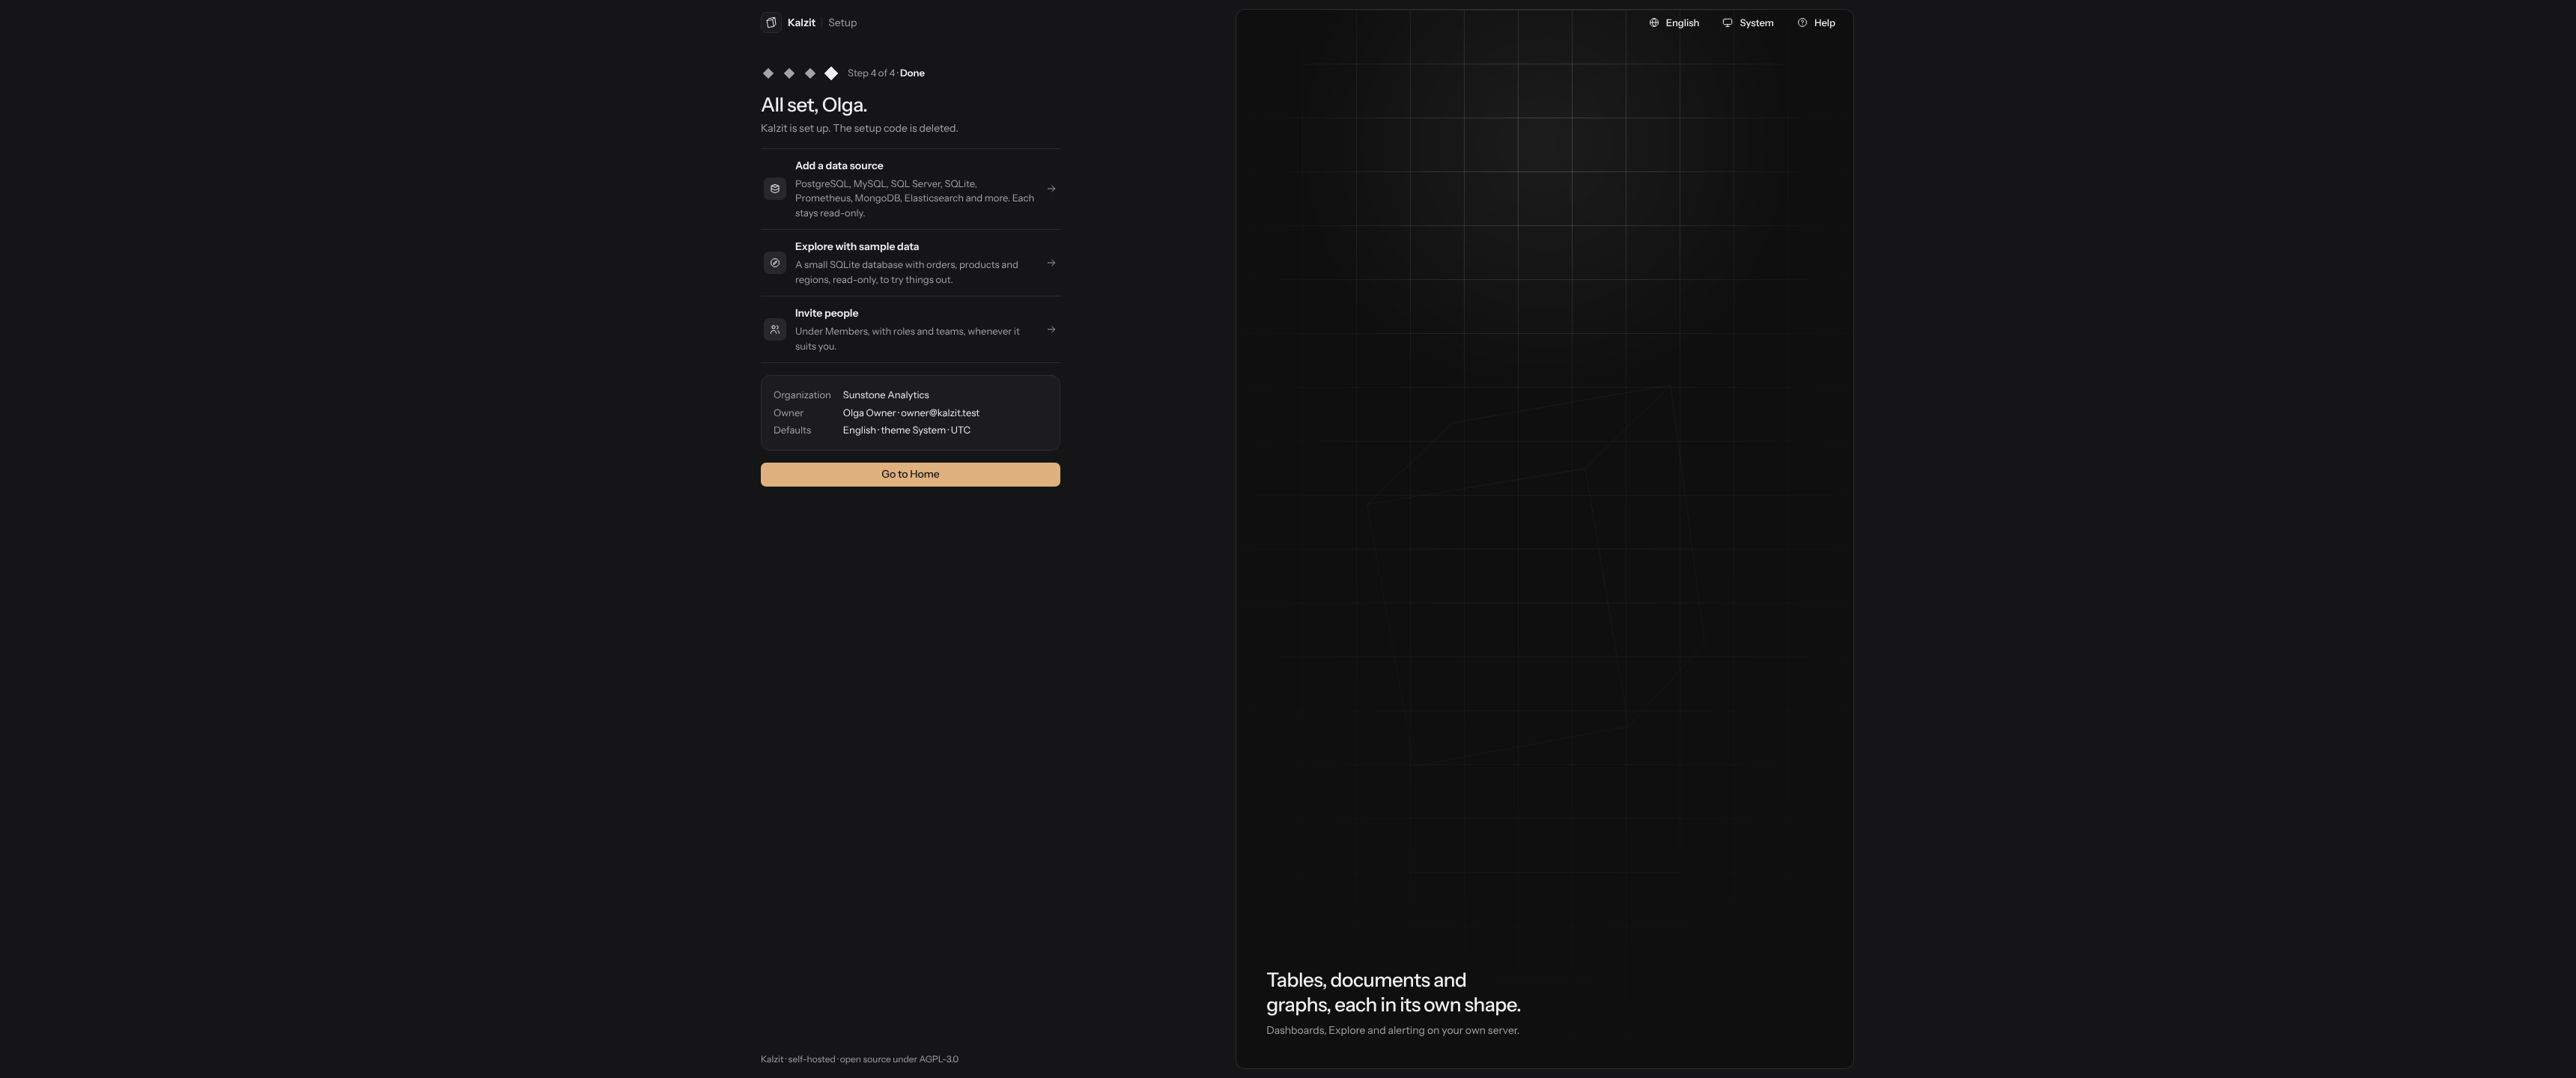 Kalzit | Setup
English
System
Help
Step 4 of 4 · Done
All set, Olga.
Kalzit is set up. The setup code is deleted.
Add a data source
PostgreSQL, MySQL, SQL Server, SQLite,
Prometheus, MongoDB, Elasticsearch and more. Each
stays read-only.
Explore with sample data
A small SQLite database with orders, products and
regions, read-only, to try things out.
Invite people
Under Members, with roles and teams, whenever it
suits you.
Organization Sunstone Analytics
Owner Olga Owner · owner@kalzit.test
Defaults English · theme System · UTC
Go to Home
Kalzit · self-hosted · open source under AGPL-3.0
Tables, documents and
graphs, each in its own shape.
Dashboards, Explore and alerting on your own server.